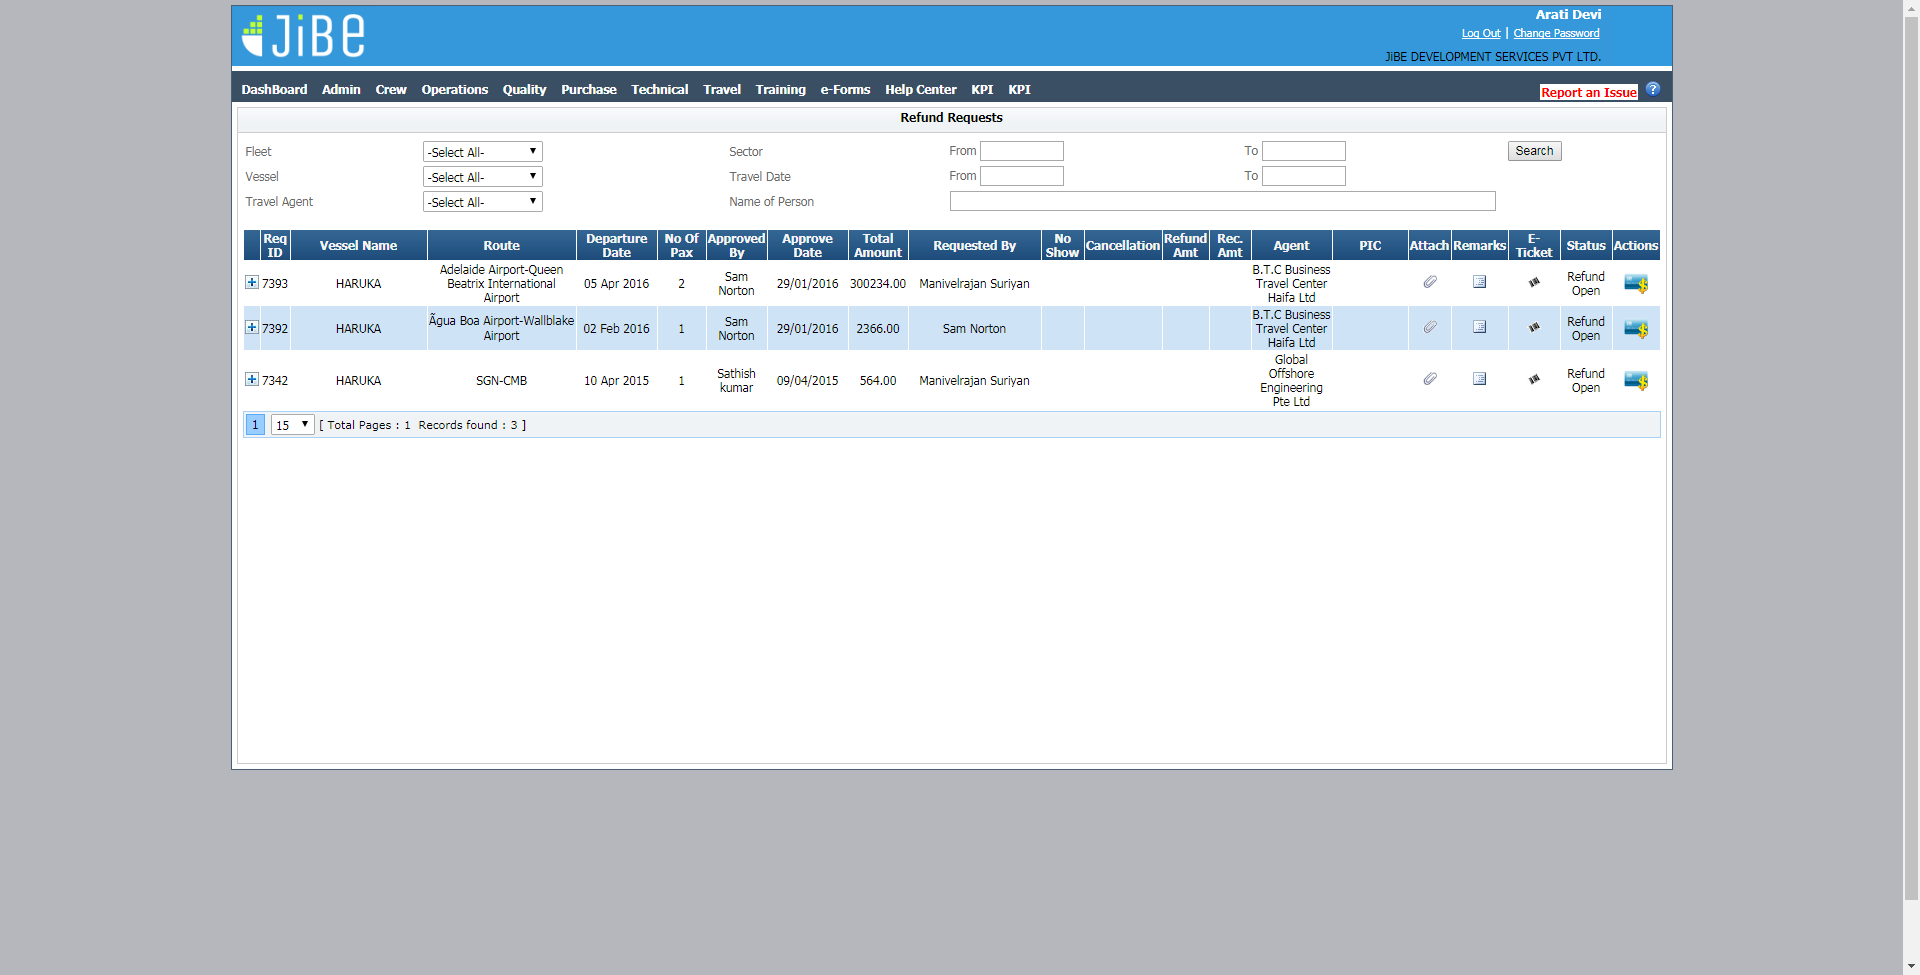 JiBE
Arati Devi
Log Out | Change Password
JiBE DEVELOPMENT SERVICES PVT LTD.
DashBoard Admin Crew Operations Quality Purchase Technical Travel Training e-Forms Help Center KPI KPI
Report an Issue ?
Refund Requests
Fleet -Select All- Sector From To Search
Vessel -Select All- Travel Date From To
Travel Agent -Select All- Name of Person
Req ID Vessel Name Route Departure Date No Of Pax Approved By Approve Date Total Amount Requested By No Show Cancellation Refund Amt Rec. Amt Agent PIC Attach Remarks E-Ticket Status Actions
7393 HARUKA Adelaide Airport-Queen Beatrix International Airport 05 Apr 2016 2 Sam Norton 29/01/2016 300234.00 Manivelrajan Suriyan B.T.C Business Travel Center Haifa Ltd Refund Open
7392 HARUKA Ãgua Boa Airport-Wallblake Airport 02 Feb 2016 1 Sam Norton 29/01/2016 2366.00 Sam Norton B.T.C Business Travel Center Haifa Ltd Refund Open
7342 HARUKA SGN-CMB 10 Apr 2015 1 Sathish kumar 09/04/2015 564.00 Manivelrajan Suriyan Global Offshore Engineering Pte Ltd Refund Open
1 15 [ Total Pages : 1 Records found : 3 ]